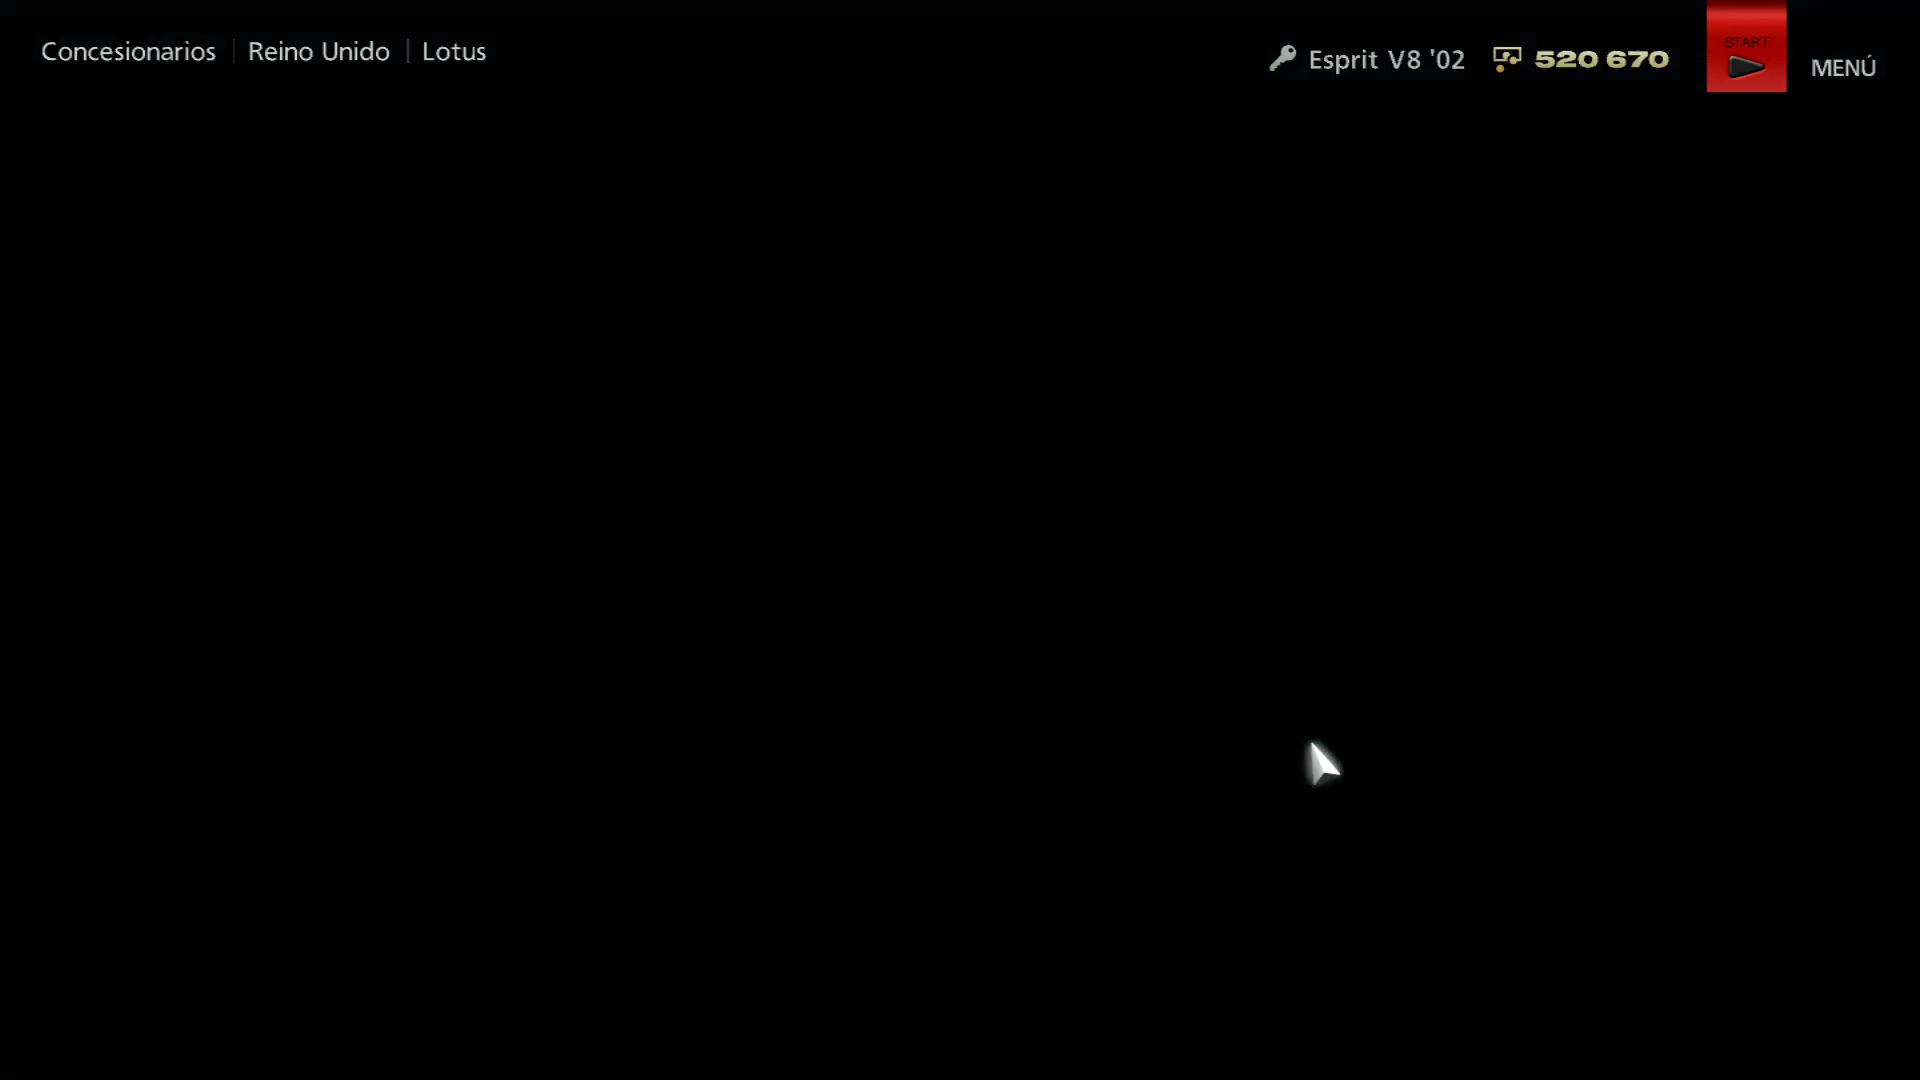 Concesionarios | Reino Unido | Lotus
Esprit V8 '02
520 670
START
MENÚ